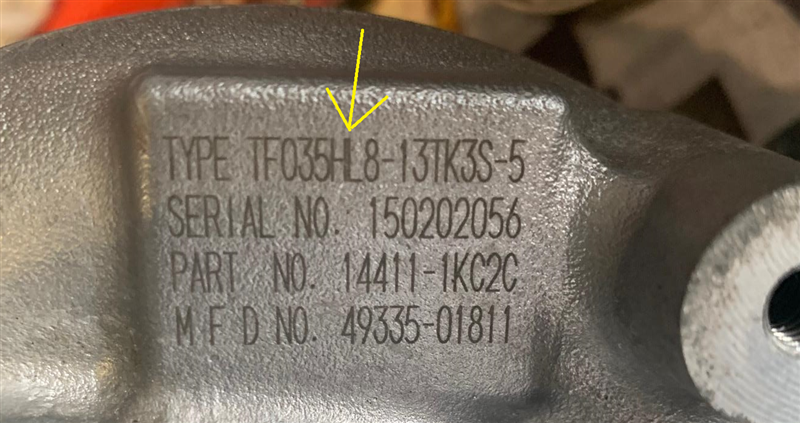 TYPE TF035HL8-13TK3S-5
SERIAL NO. 150202056
PART NO. 14411-1KC2C
M F D NO. 49335-01811